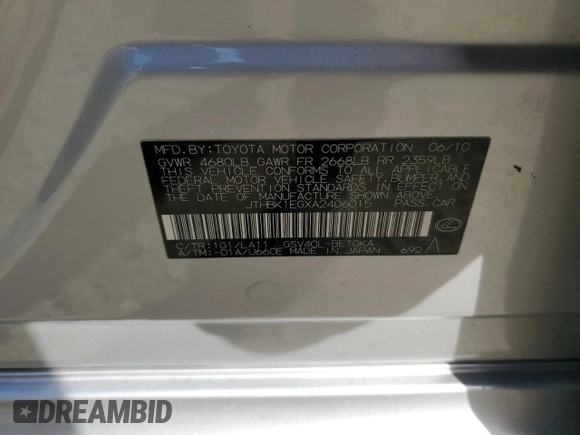 MFD.BY:TOYOTA MOTOR CORPORATION 06/10
GVWR 4680LB GAWR FR 2668LB RR 2359LB
THIS VEHICLE CONFORMS TO ALL APPLICABLE
FEDERAL MOTOR VEHICLE SAFETY, BUMPER, AND
THEFT PREVENTION STANDARDS IN EFFECT ON
THE DATE OF MANUFACTURE SHOWN ABOVE.
JTHBK1EGXA2406015 PASS.CAR
C/TR:1G1/LA11 GSV40L-BETGKA
A/TM:-01A/U660E MADE IN JAPAN 692A
DREAMBID